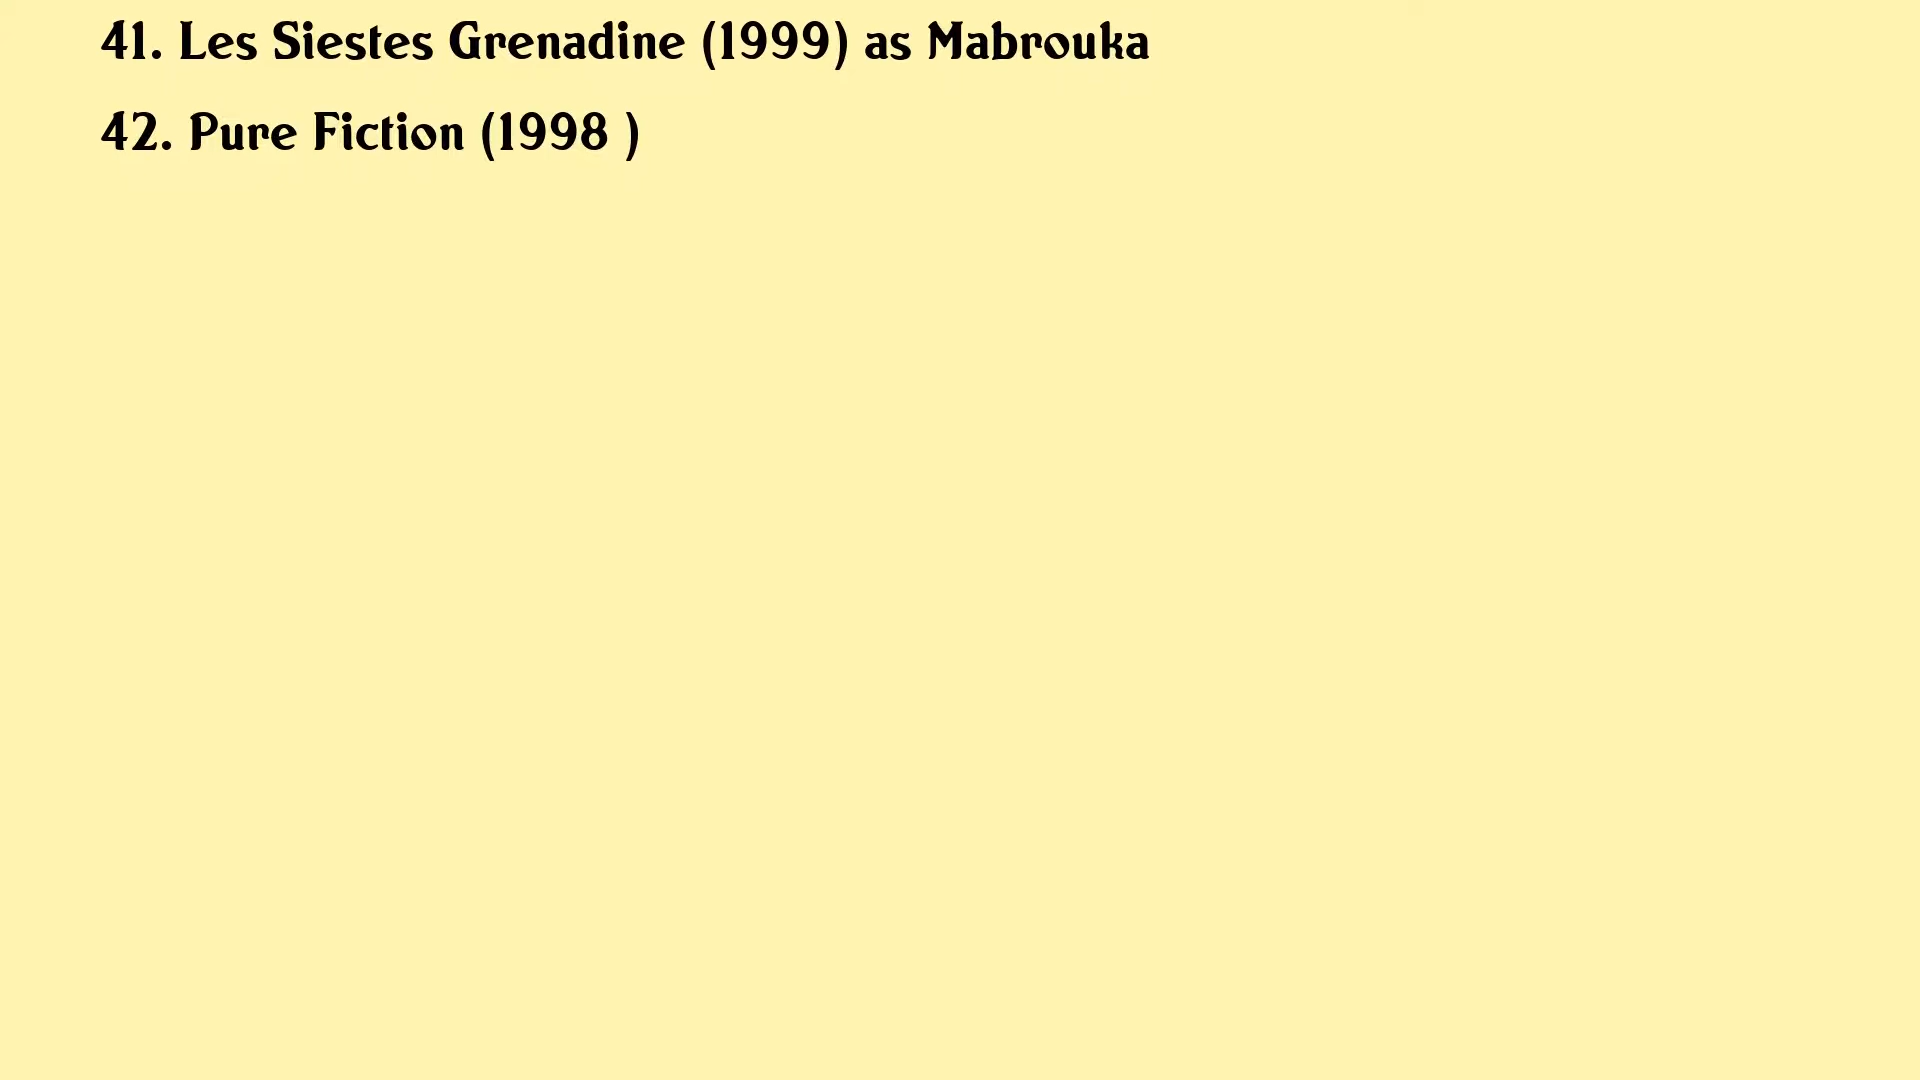 41. Les Siestes Grenadine (1999) as Mabrouka
42. Pure Fiction (1998 )